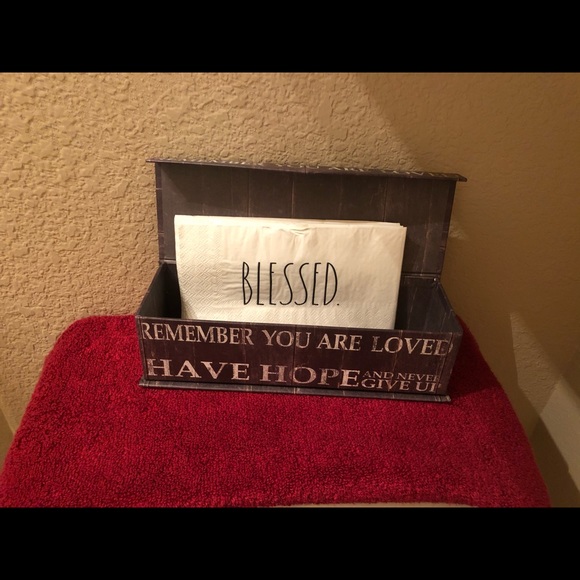 BLESSED.
REMEMBER YOU ARE LOVED
HAVE HOPE AND NEVER
GIVE UP